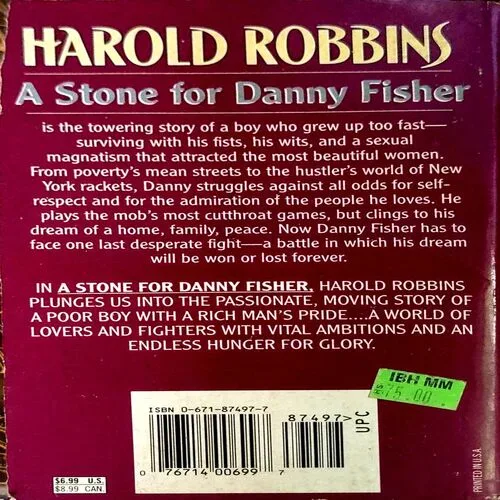 HAROLD ROBBINS
A Stone for Danny Fisher
is the towering story of a boy who grew up too fast—
surviving with his fists, his wits, and a sexual
magnatism that attracted the most beautiful women.
From poverty's mean streets to the hustler's world of New
York rackets, Danny struggles against all odds for self-
respect and for the admiration of the people he loves. He
plays the mob's most cutthroat games, but clings to his
dream of a home, family, peace. Now Danny Fisher has to
face one last desperate fight—a battle in which his dream
will be won or lost forever.
IN A STONE FOR DANNY FISHER, HAROLD ROBBINS
PLUNGES US INTO THE PASSIONATE, MOVING STORY OF
A POOR BOY WITH A RICH MAN'S PRIDE....A WORLD OF
LOVERS AND FIGHTERS WITH VITAL AMBITIONS AND AN
ENDLESS HUNGER FOR GLORY.
IBH MM
75.00
ISBN 0-671-87497-7
87497>
UPC
0 76714 00699 7
$6.99 U.S.
$8.99 CAN.
PRINTED IN U.S.A.